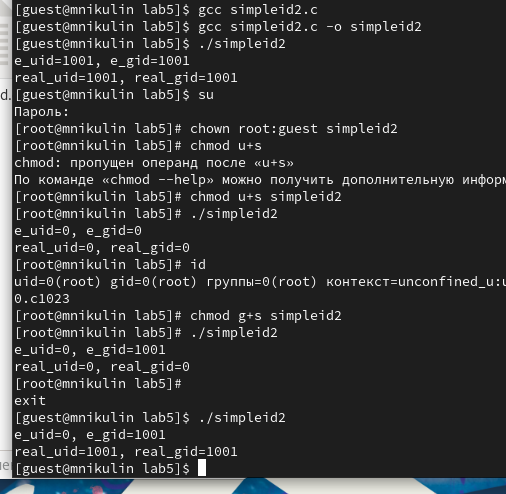 [guest@mnikulin lab5]$ gcc simpleid2.c
[guest@mnikulin lab5]$ gcc simpleid2.c -o simpleid2
[guest@mnikulin lab5]$ ./simpleid2
e_uid=1001, e_gid=1001
real_uid=1001, real_gid=1001
[guest@mnikulin lab5]$ su
Пароль:
[root@mnikulin lab5]# chown root:guest simpleid2
[root@mnikulin lab5]# chmod u+s
chmod: пропущен операнд после «u+s»
По команде «chmod --help» можно получить дополнительную инфор
[root@mnikulin lab5]# chmod u+s simpleid2
[root@mnikulin lab5]# ./simpleid2
e_uid=0, e_gid=0
real_uid=0, real_gid=0
[root@mnikulin lab5]# id
uid=0(root) gid=0(root) группы=0(root) контекст=unconfined_u:u
0.c1023
[root@mnikulin lab5]# chmod g+s simpleid2
[root@mnikulin lab5]# ./simpleid2
e_uid=0, e_gid=1001
real_uid=0, real_gid=0
[root@mnikulin lab5]#
exit
[guest@mnikulin lab5]$ ./simpleid2
e_uid=0, e_gid=1001
real_uid=1001, real_gid=1001
[guest@mnikulin lab5]$